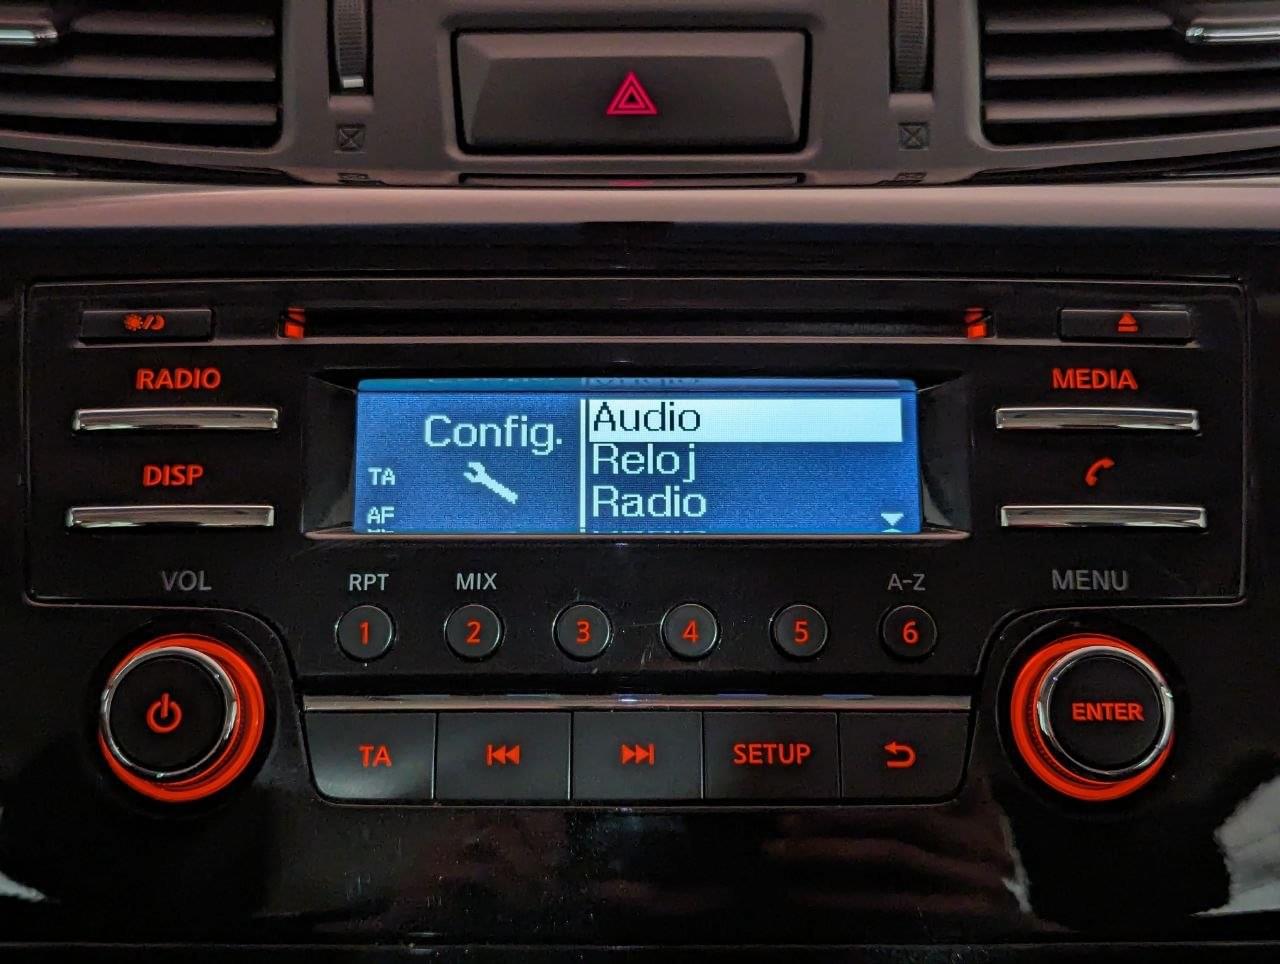 RADIO
MEDIA
DISP
Config.
Audio
Reloj
Radio
TA
AF
VOL
RPT
MIX
A-Z
MENU
1
2
3
4
5
6
ENTER
TA
SETUP